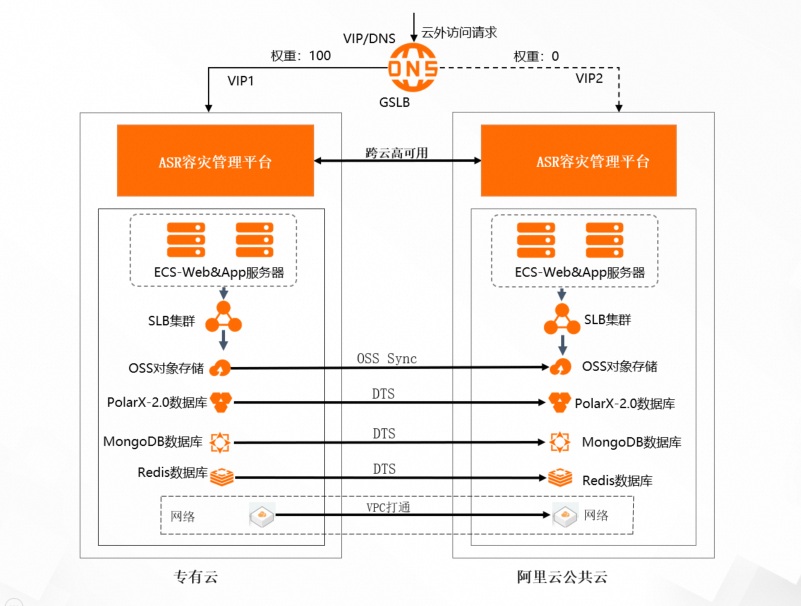 云外访问请求
VIP/DNS
权重：100
DNS
权重：0
VIP1
VIP2
GSLB
ASR容灾管理平台
跨云高可用
ASR容灾管理平台
ECS-Web&App服务器
ECS-Web&App服务器
SLB集群
SLB集群
OSS对象存储
OSS Sync
OSS对象存储
PolarX-2.0数据库
DTS
PolarX-2.0数据库
MongoDB数据库
DTS
MongoDB数据库
Redis数据库
DTS
Redis数据库
网络
VPC打通
网络
专有云
阿里云公共云